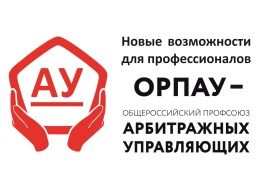 АУ
Новые возможности
для профессионалов
ОРПАУ–
ОБЩЕРОССИЙСКИЙ ПРОФСОЮЗ
АРБИТРАЖНЫХ
УПРАВЛЯЮЩИХ